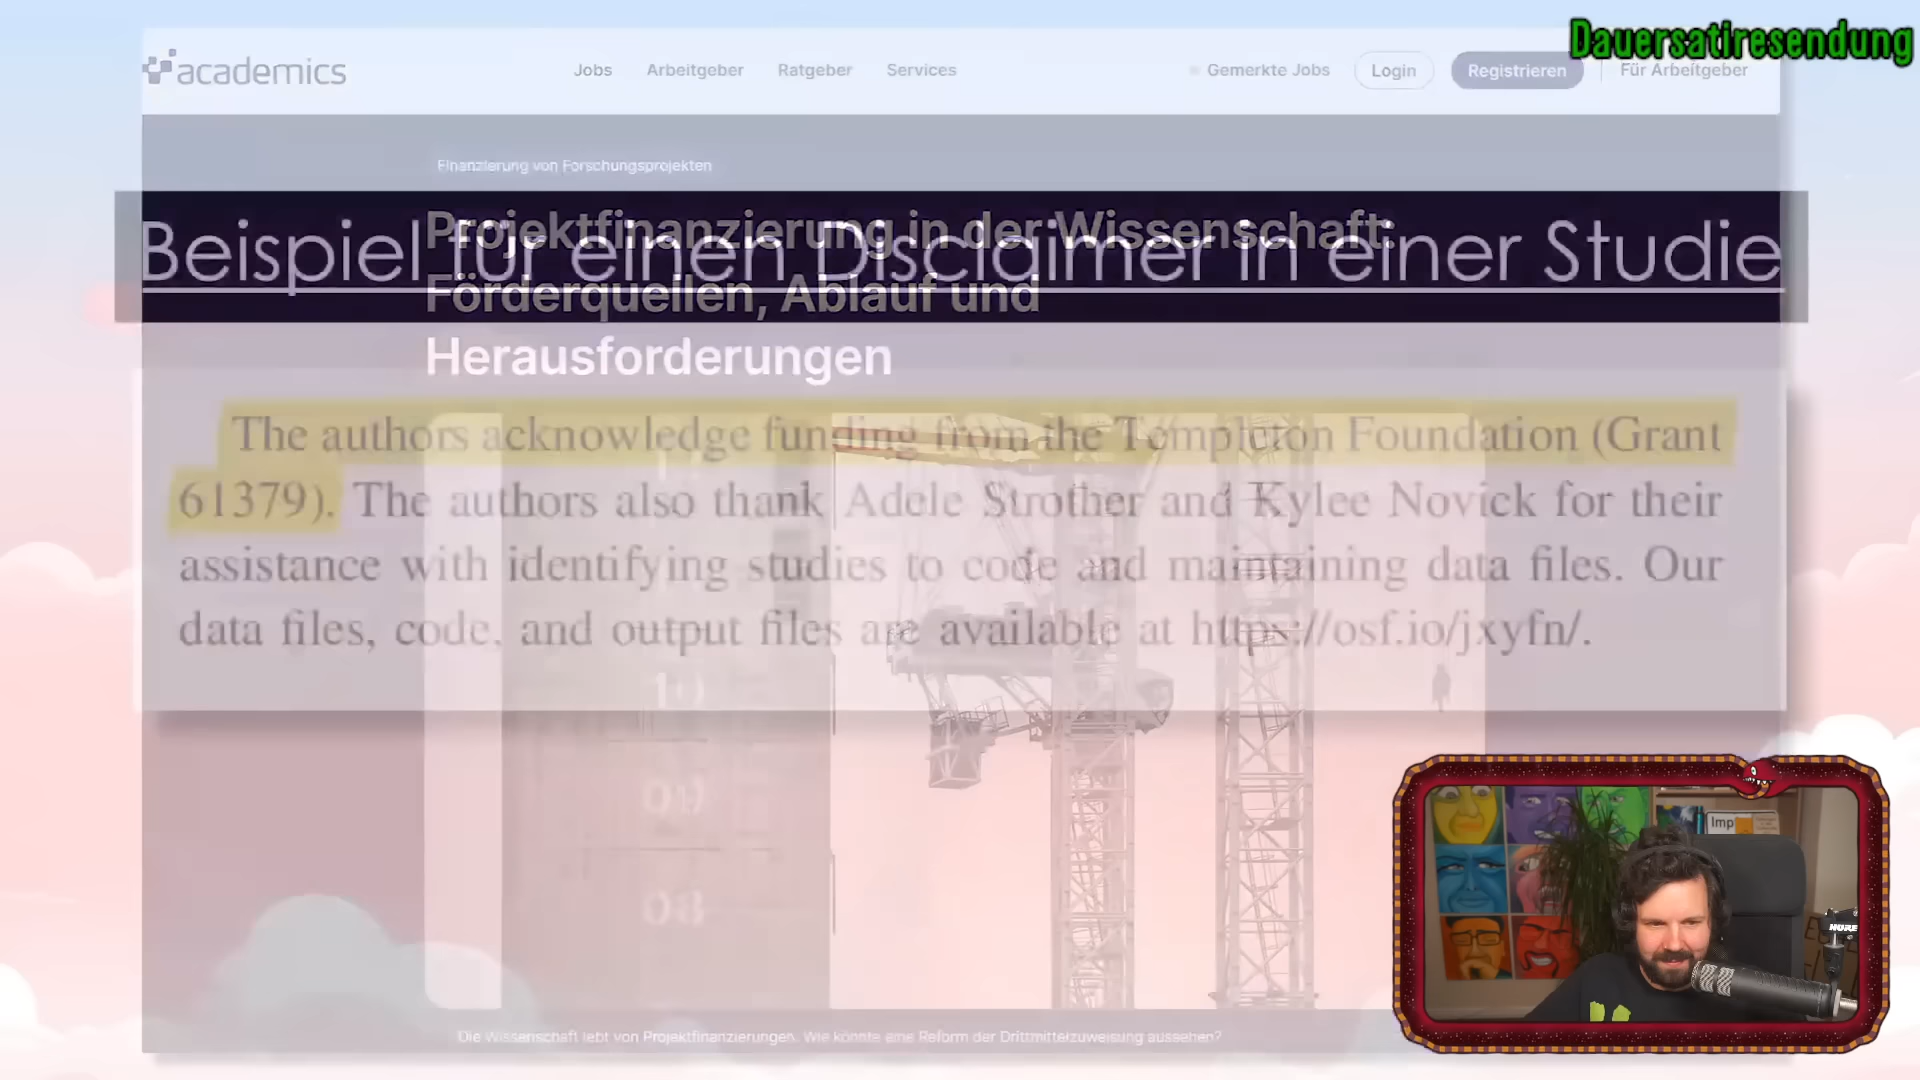 Dauersatiresendung
academics
Jobs Arbeitgeber Ratgeber Services Gemerkte Jobs Login Registrieren Für Arbeitgeber
Finanzierung von Forschungsprojekten
Projektfinanzierung in der Wissenschaft:
Förderquellen, Ablauf und
Herausforderungen
Beispiel für einen Disclaimer in einer Studie
The authors acknowledge funding from the Templeton Foundation (Grant
61379). The authors also thank Adele Strother and Kylee Novick for their
assistance with identifying studies to code and maintaining data files. Our
data files, code, and output files are available at https://osf.io/jxyfn/.
10
09
08
Die Wissenschaft lebt von Projektfinanzierungen. Wie könnte eine Reform der Drittmittelzuweisung aussehen?
Imp